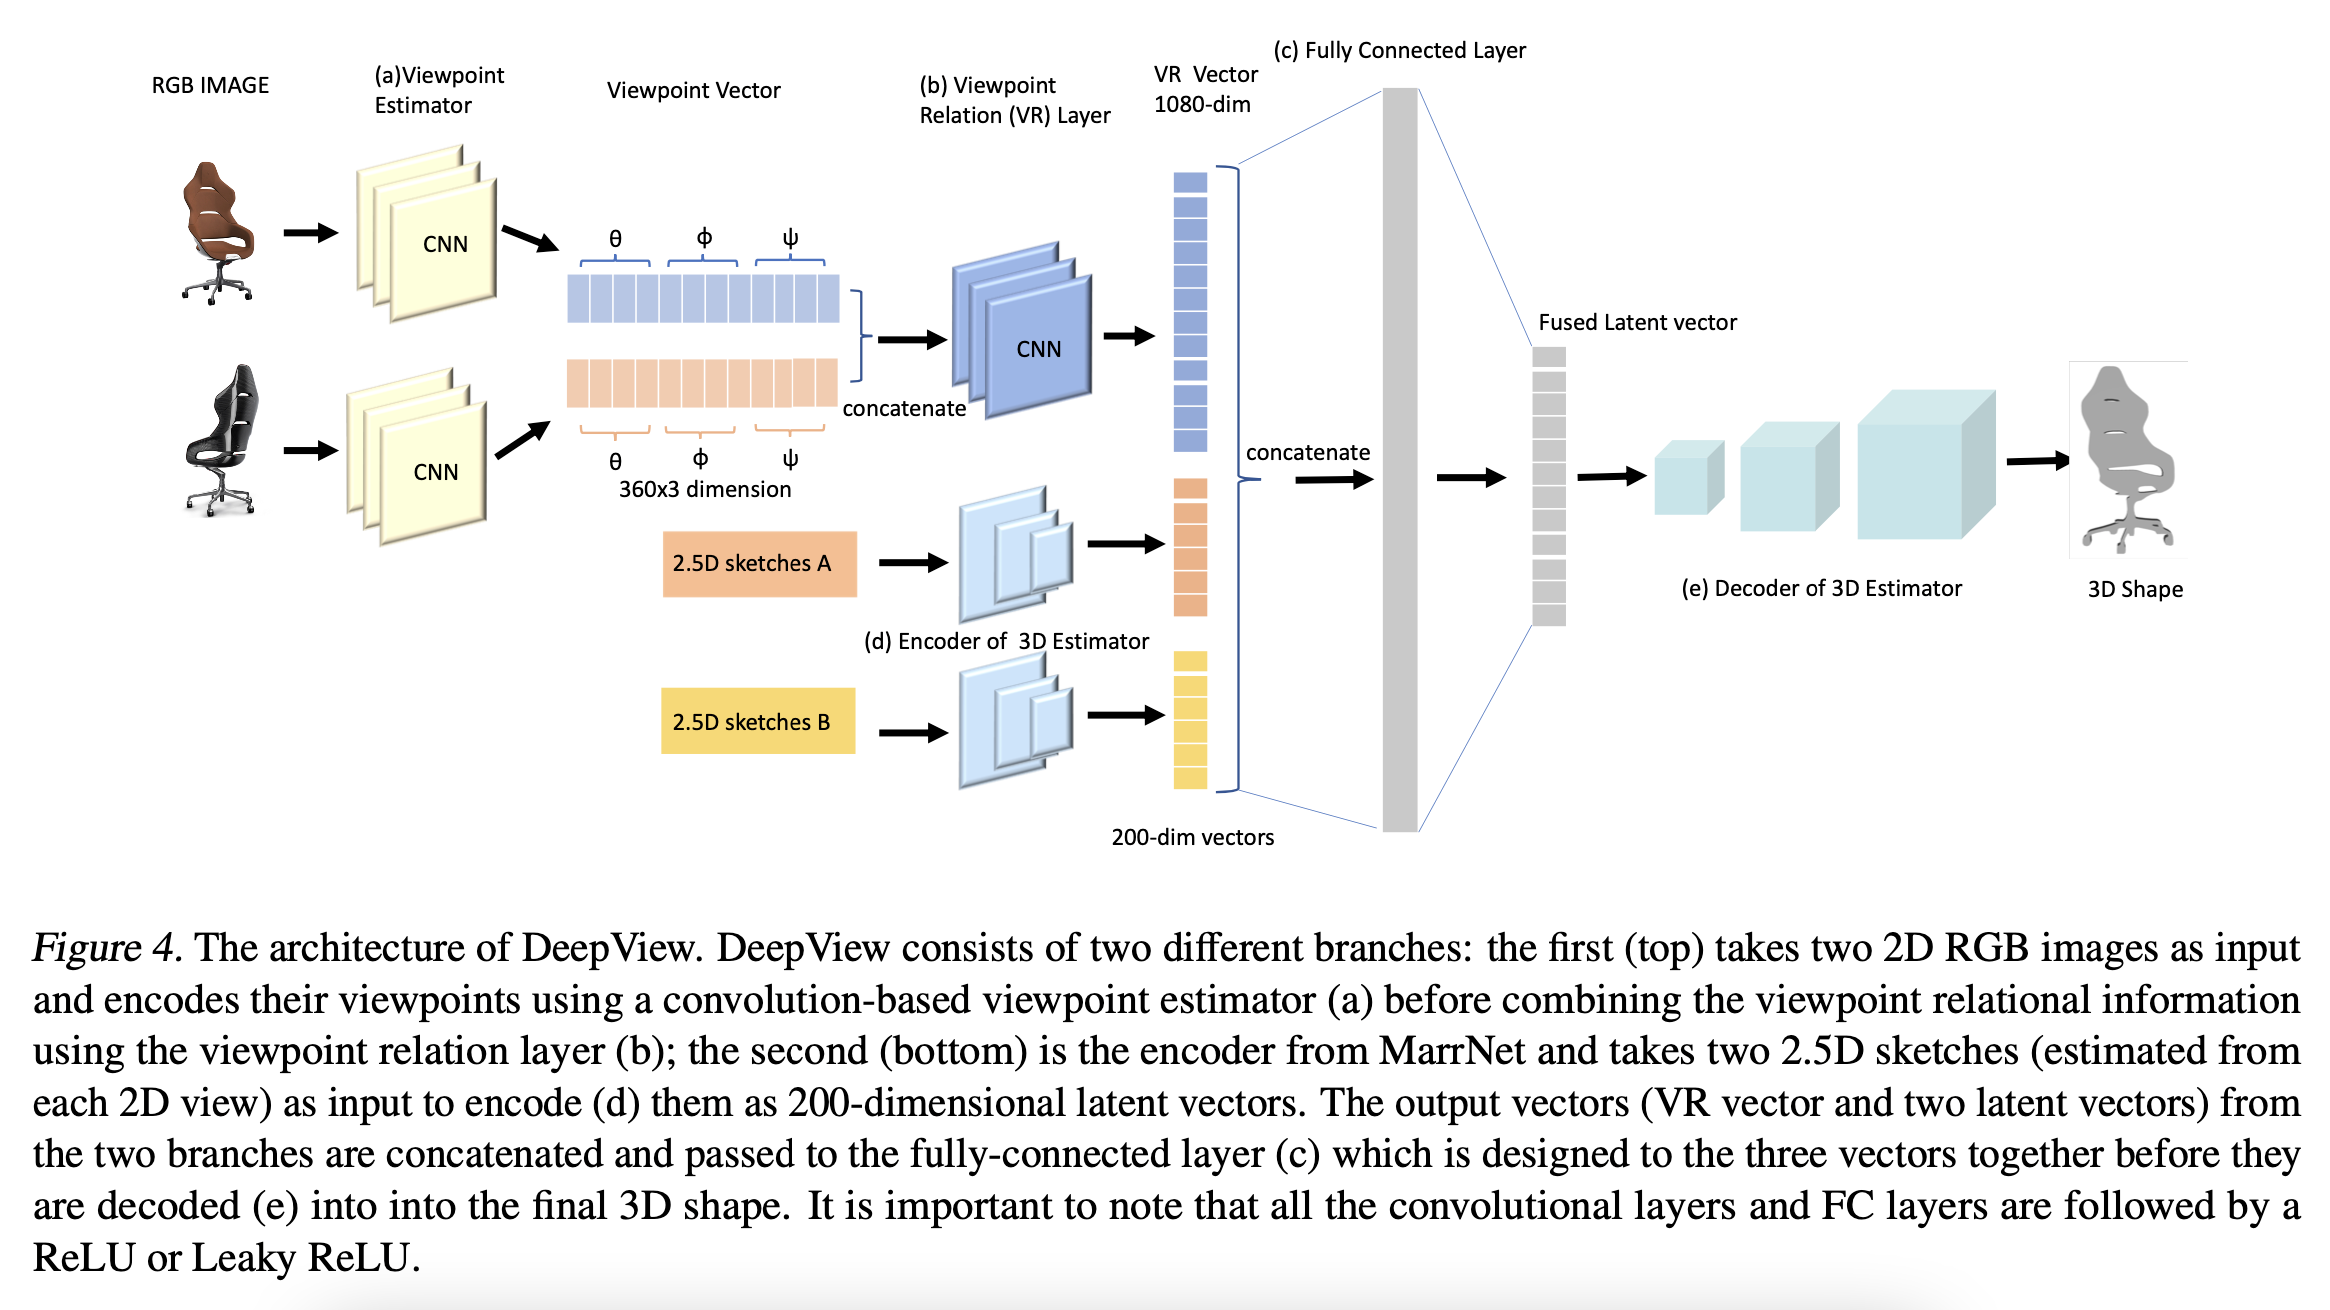 RGB IMAGE
(a)Viewpoint
Estimator
Viewpoint Vector
(b) Viewpoint
Relation (VR) Layer
VR Vector
1080-dim
(c) Fully Connected Layer
CNN
θ ϕ ψ
CNN
concatenate
CNN
θ ϕ ψ
360x3 dimension
concatenate
Fused Latent vector
2.5D sketches A
(d) Encoder of 3D Estimator
2.5D sketches B
200-dim vectors
(e) Decoder of 3D Estimator
3D Shape
Figure 4. The architecture of DeepView. DeepView consists of two different branches: the first (top) takes two 2D RGB images as input
and encodes their viewpoints using a convolution-based viewpoint estimator (a) before combining the viewpoint relational information
using the viewpoint relation layer (b); the second (bottom) is the encoder from MarrNet and takes two 2.5D sketches (estimated from
each 2D view) as input to encode (d) them as 200-dimensional latent vectors. The output vectors (VR vector and two latent vectors) from
the two branches are concatenated and passed to the fully-connected layer (c) which is designed to the three vectors together before they
are decoded (e) into into the final 3D shape. It is important to note that all the convolutional layers and FC layers are followed by a
ReLU or Leaky ReLU.